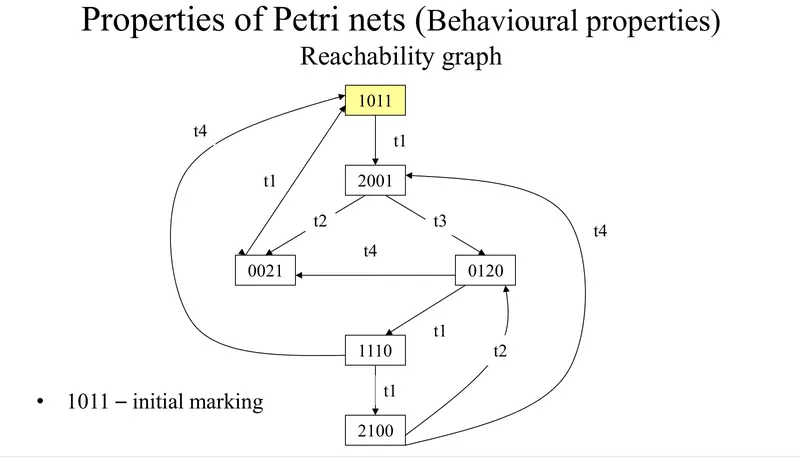 Properties of Petri nets (Behavioural properties)
Reachability graph
1011
t4
t1
2001
t1
t2
t3
t4
t4
0021
0120
t1
1110
t2
t1
• 1011 – initial marking
2100